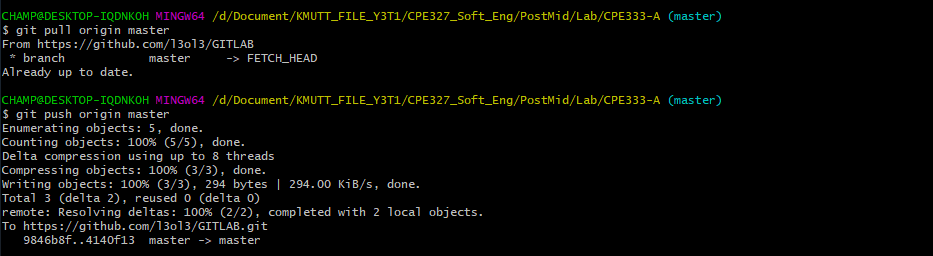 CHAMP@DESKTOP-IQDNKOH MINGW64 /d/Document/KMUTT_FILE_Y3T1/CPE327_Soft_Eng/PostMid/Lab/CPE333-A (master)
$ git pull origin master
From https://github.com/l3ol3/GITLAB
 * branch            master     -> FETCH_HEAD
Already up to date.

CHAMP@DESKTOP-IQDNKOH MINGW64 /d/Document/KMUTT_FILE_Y3T1/CPE327_Soft_Eng/PostMid/Lab/CPE333-A (master)
$ git push origin master
Enumerating objects: 5, done.
Counting objects: 100% (5/5), done.
Delta compression using up to 8 threads
Compressing objects: 100% (3/3), done.
Writing objects: 100% (3/3), 294 bytes | 294.00 KiB/s, done.
Total 3 (delta 2), reused 0 (delta 0)
remote: Resolving deltas: 100% (2/2), completed with 2 local objects.
To https://github.com/l3ol3/GITLAB.git
   9846b8f..4140f13  master -> master